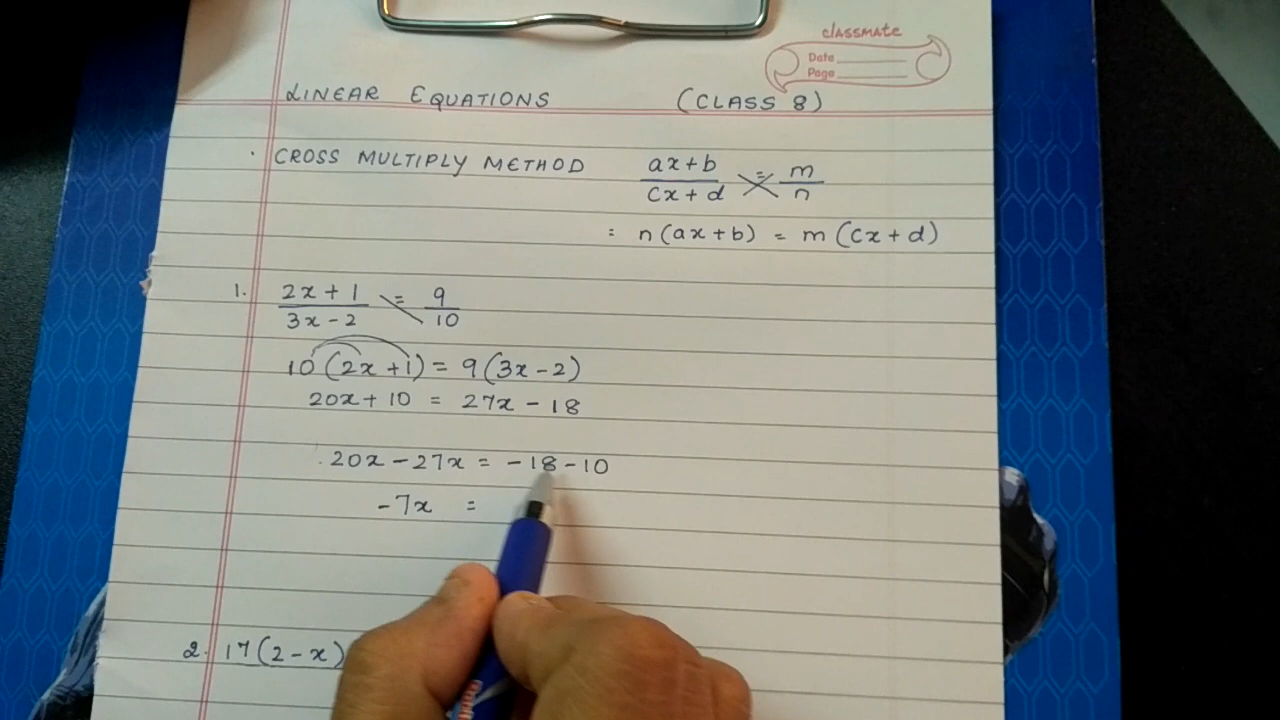 classmate
Date
Page
LINEAR EQUATIONS (CLASS 8)
· CROSS MULTIPLY METHOD (ax+b)/(cx+d) = m/n
= n(ax+b) = m(cx+d)
1. (2x+1)/(3x-2) = 9/10
10(2x+1) = 9(3x-2)
20x+10 = 27x-18
20x-27x = -18-10
-7x =
2. 17(2-x)